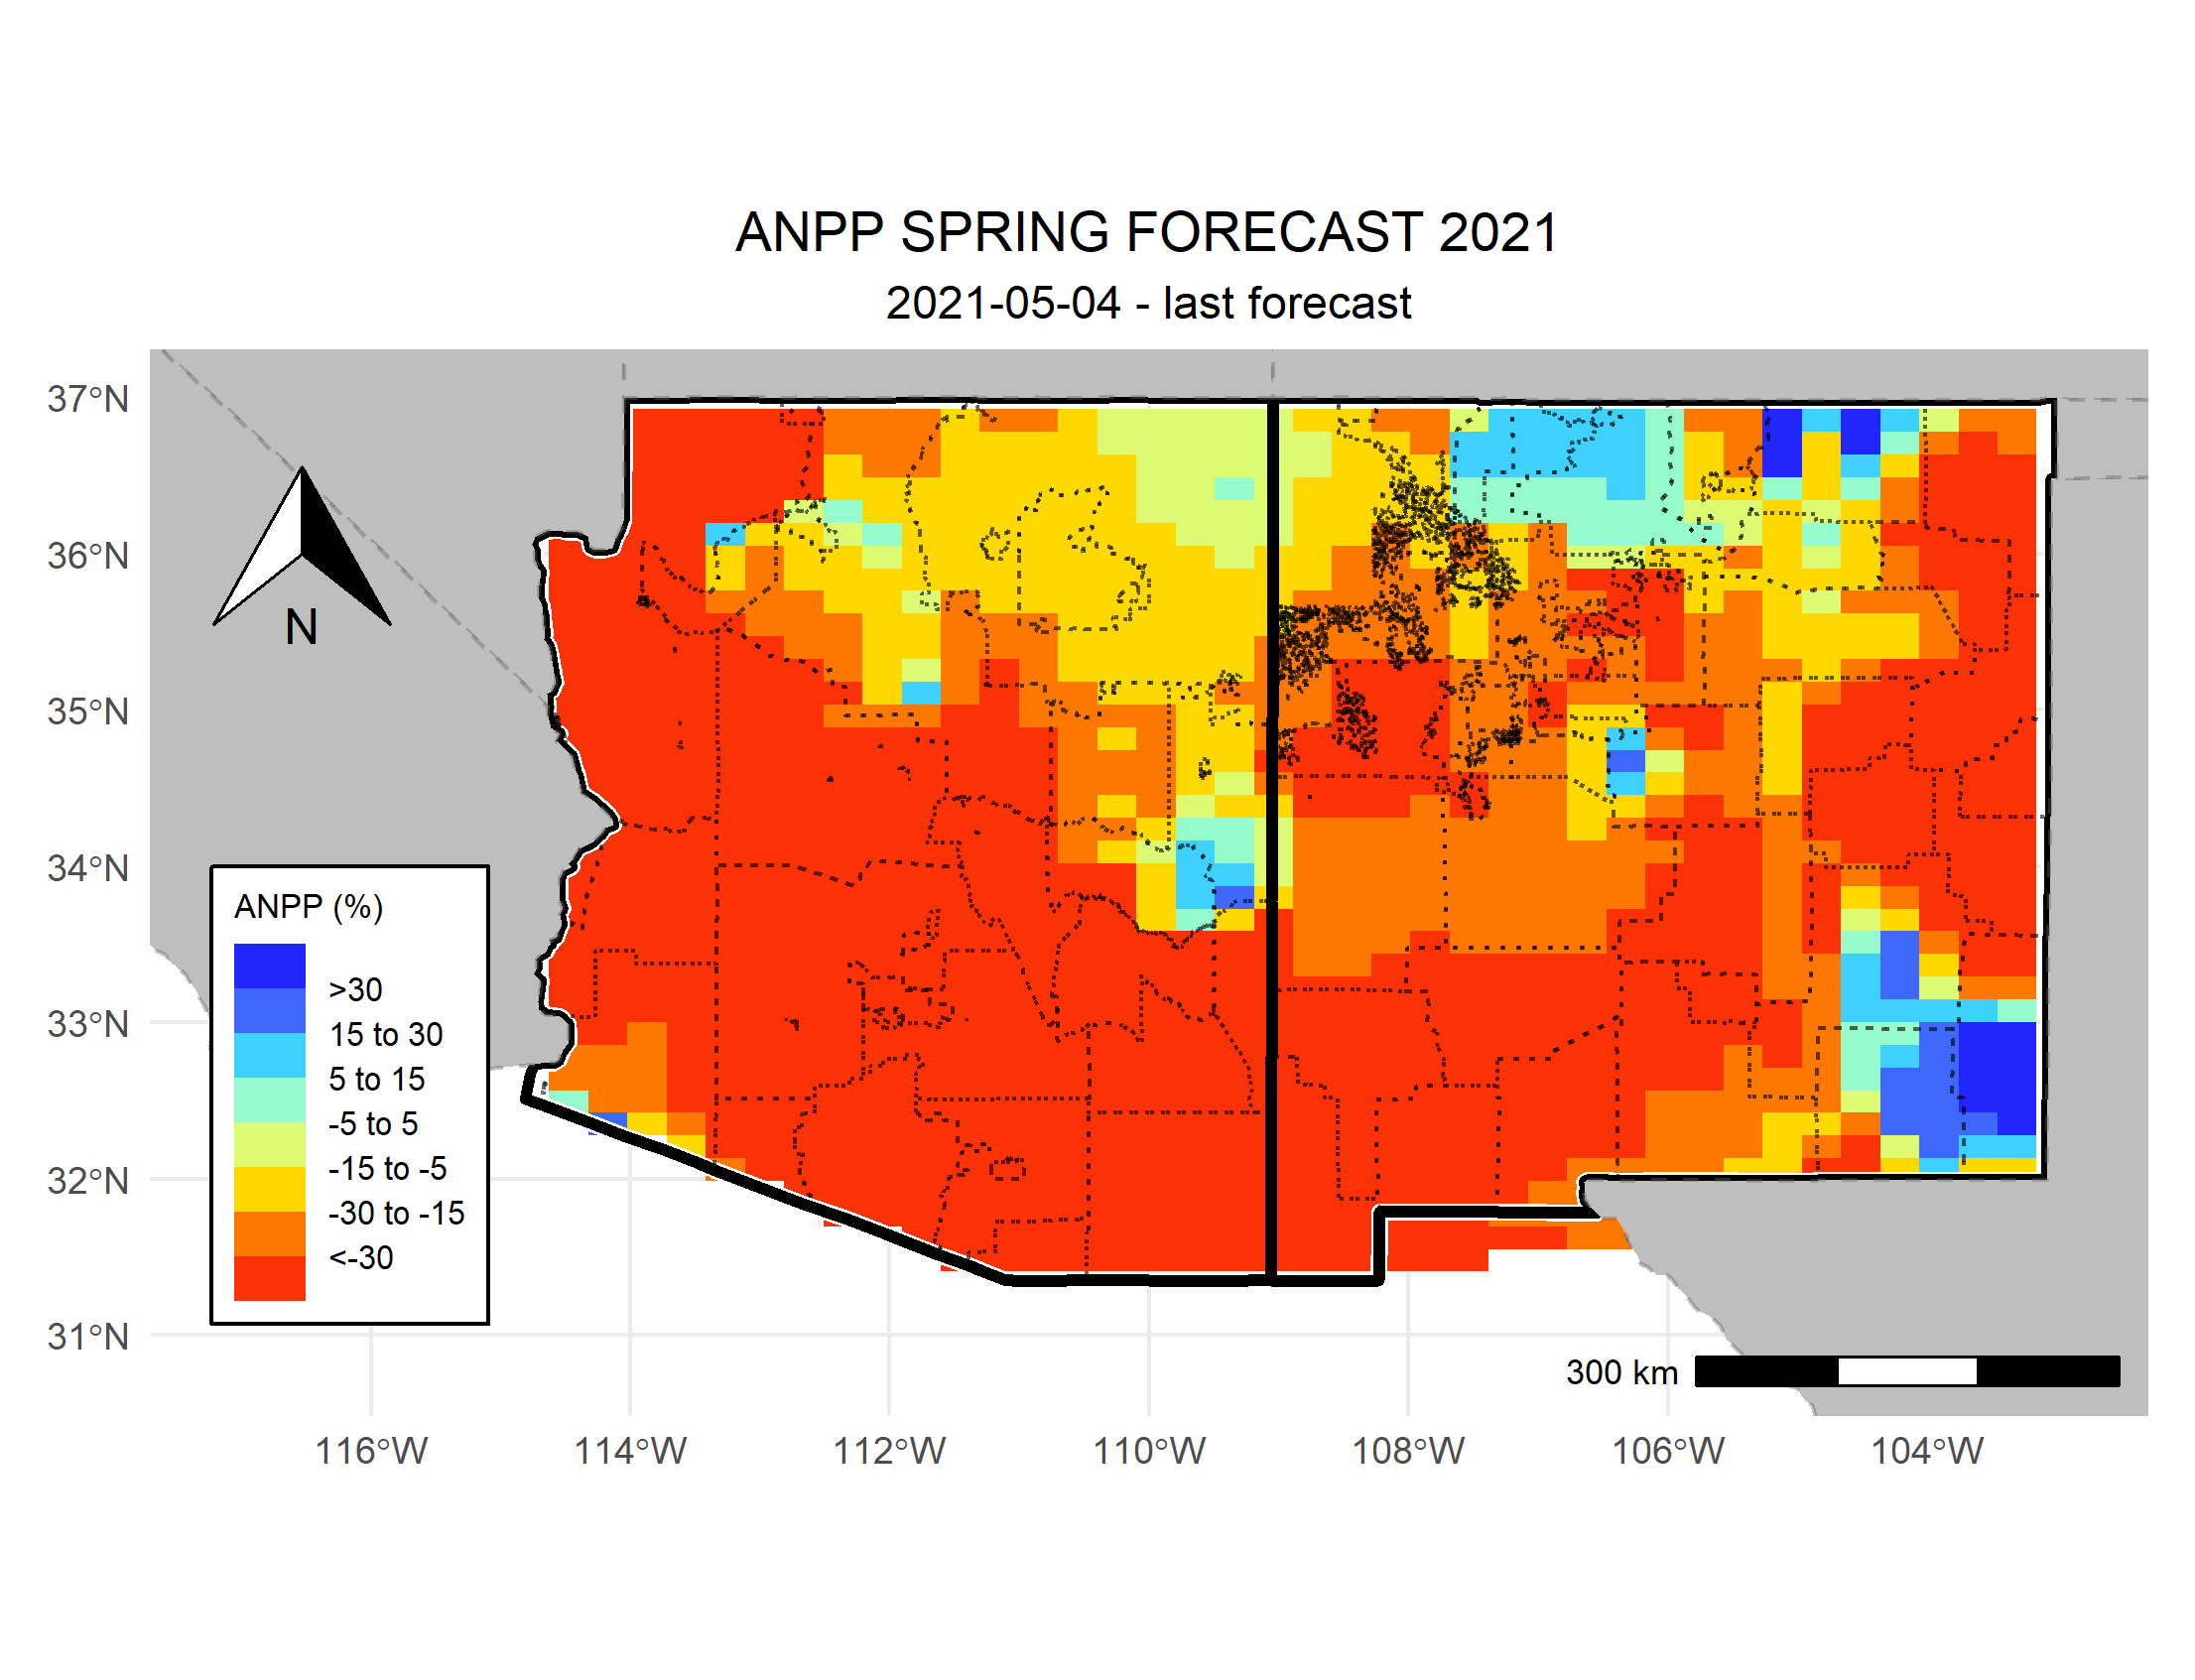 ANPP SPRING FORECAST 2021
2021-05-04 - last forecast
37°N
36°N
35°N
34°N
33°N
32°N
31°N
N
ANPP (%)
>30
15 to 30
5 to 15
-5 to 5
-15 to -5
-30 to -15
<-30
300 km
116°W
114°W
112°W
110°W
108°W
106°W
104°W